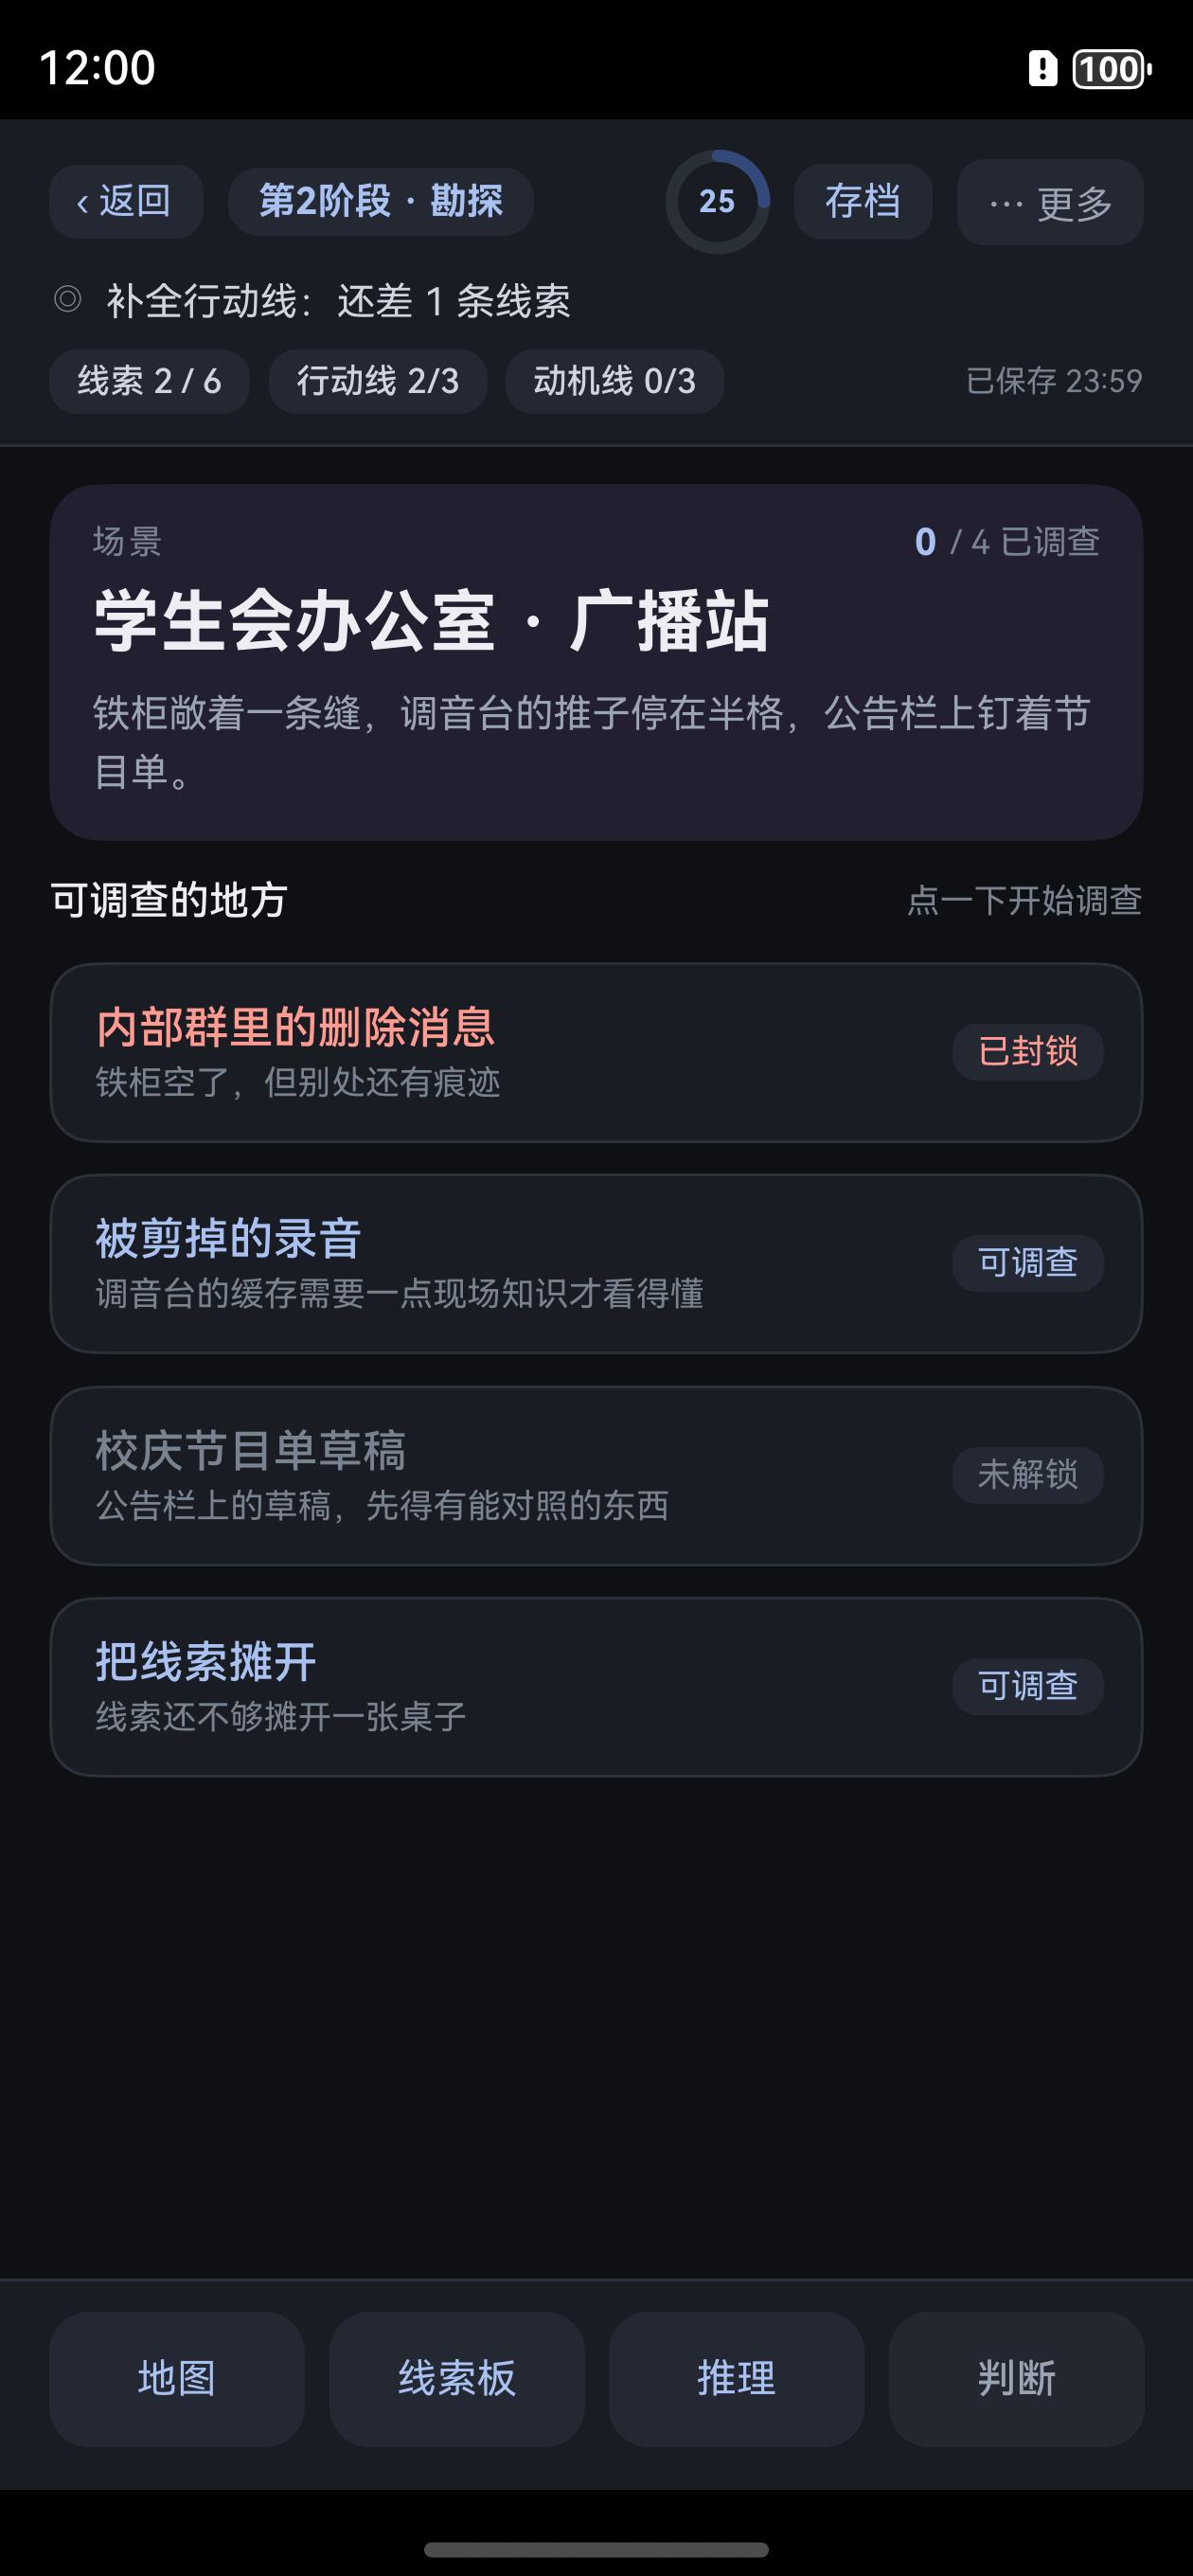 12:00
100
‹ 返回
第2阶段 · 勘探
25
存档
··· 更多
◎ 补全行动线：还差 1 条线索
线索 2 / 6
行动线 2/3
动机线 0/3
已保存 23:59
场景
0 / 4 已调查
学生会办公室 · 广播站
铁柜敞着一条缝，调音台的推子停在半格，公告栏上钉着节
目单。
可调查的地方
点一下开始调查
内部群里的删除消息
铁柜空了，但别处还有痕迹
已封锁
被剪掉的录音
调音台的缓存需要一点现场知识才看得懂
可调查
校庆节目单草稿
公告栏上的草稿，先得有能对照的东西
未解锁
把线索摊开
线索还不够摊开一张桌子
可调查
地图
线索板
推理
判断